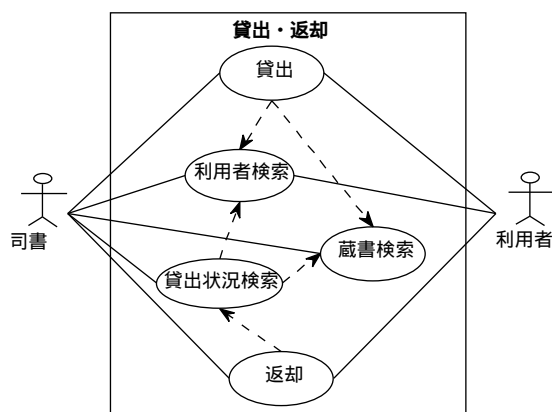 貸出・返却
貸出
利用者検索
司書
利用者
蔵書検索
貸出状況検索
返却